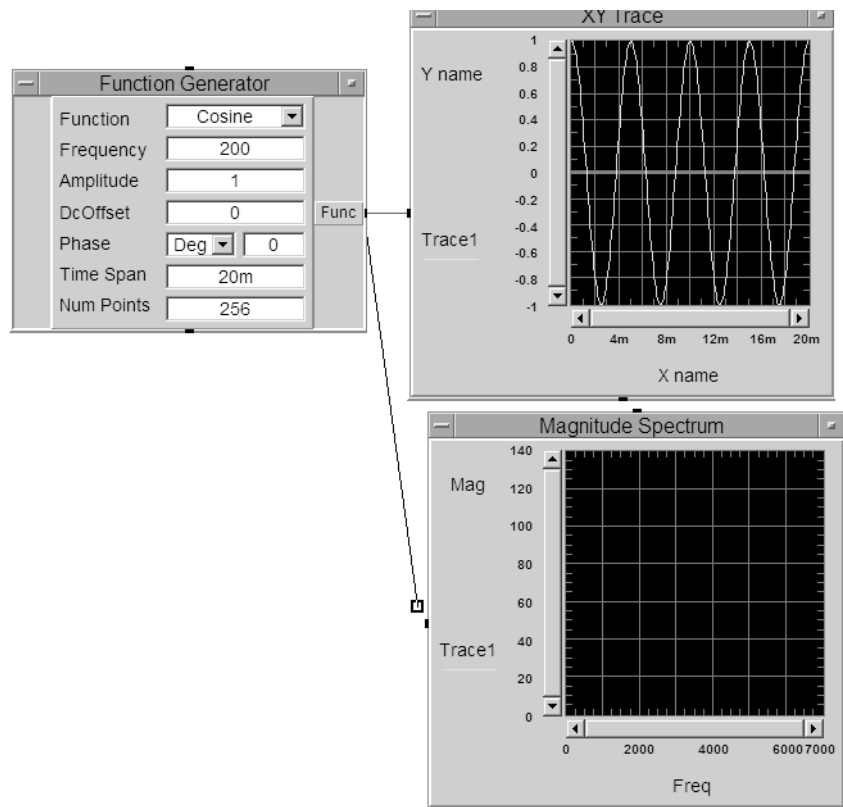 Function Generator
Function Cosine
Frequency 200
Amplitude 1
DcOffset 0
Phase Deg 0
Time Span 20m
Num Points 256
Func
XY Trace
Y name
Trace1
1
0.8
0.6
0.4
0.2
0
-0.2
-0.4
-0.6
-0.8
-1
0 4m 8m 12m 16m 20m
X name
Magnitude Spectrum
Mag
Trace1
140
120
100
80
60
40
20
0
0 2000 4000 6000 7000
Freq